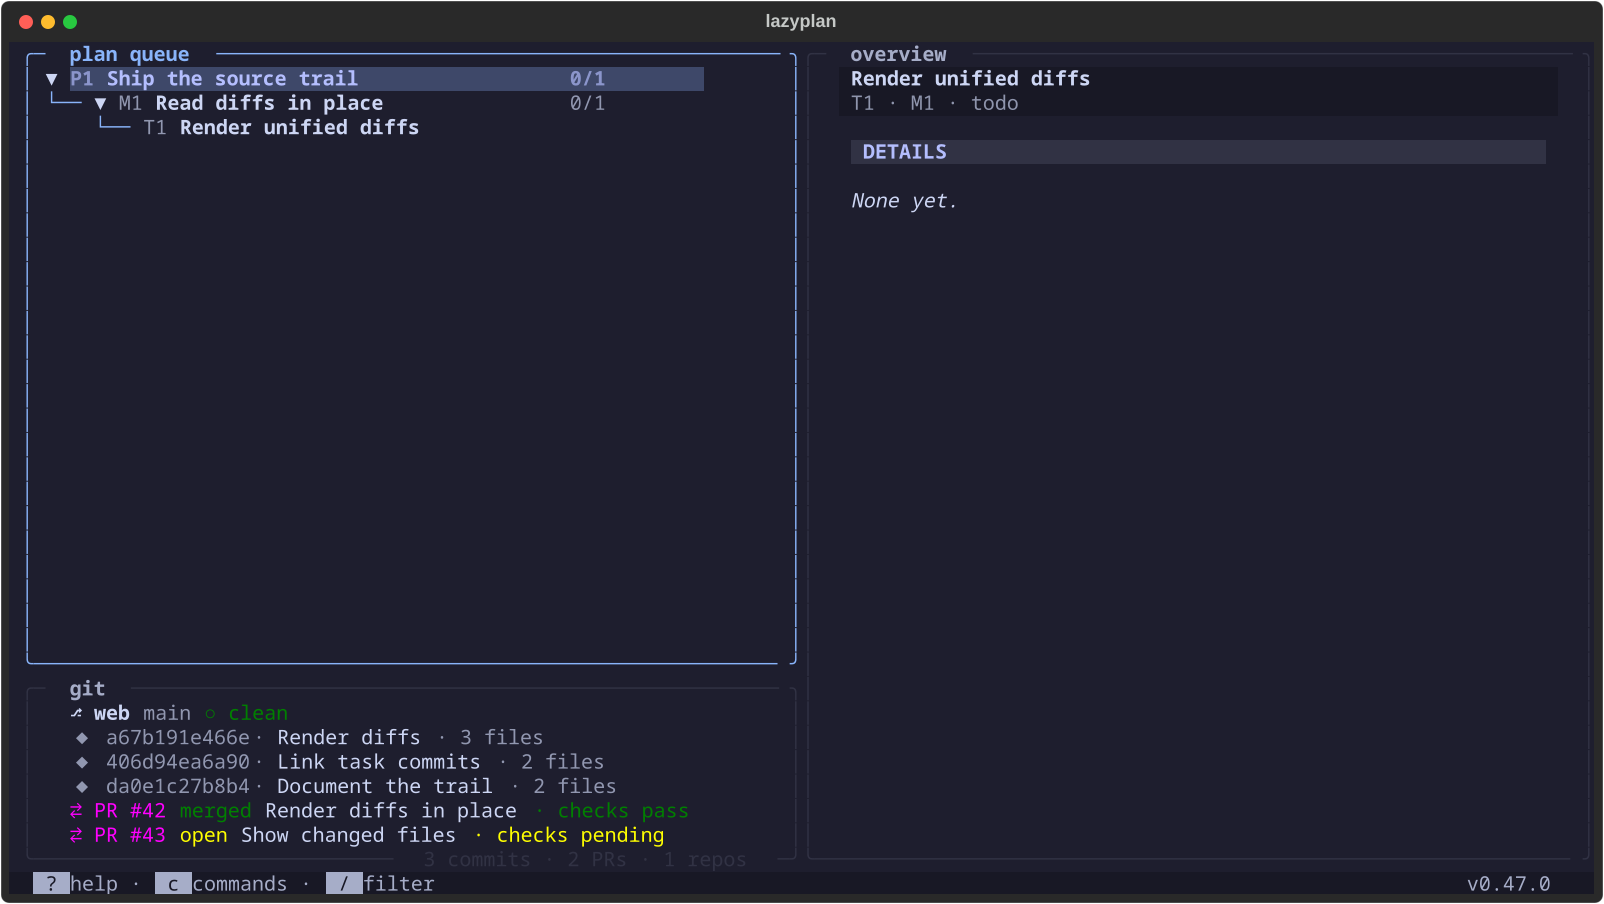 lazyplan
plan queue
▼ P1 Ship the source trail 0/1
▼ M1 Read diffs in place 0/1
T1 Render unified diffs
overview
Render unified diffs
T1 · M1 · todo
DETAILS
None yet.
git
⎇ web main ○ clean
◆ a67b191e466e · Render diffs · 3 files
◆ 406d94ea6a90 · Link task commits · 2 files
◆ da0e1c27b8b4 · Document the trail · 2 files
⇄ PR #42 merged Render diffs in place · checks pass
⇄ PR #43 open Show changed files · checks pending
3 commits · 2 PRs · 1 repos
? help · c commands · / filter
v0.47.0